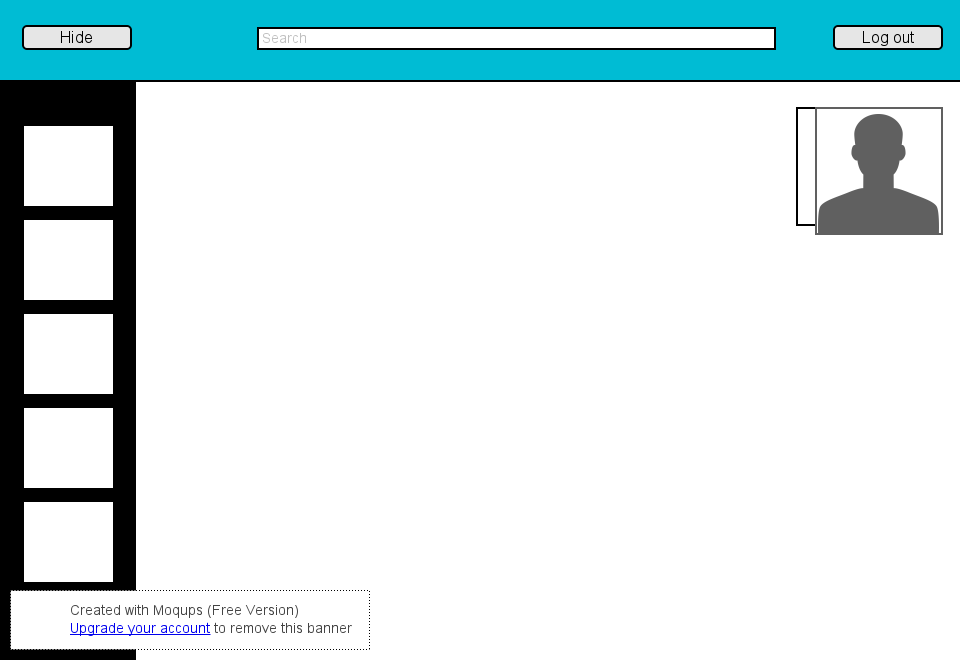 Hide
Search
Log out
Created with Moqups (Free Version)
Upgrade your account to remove this banner